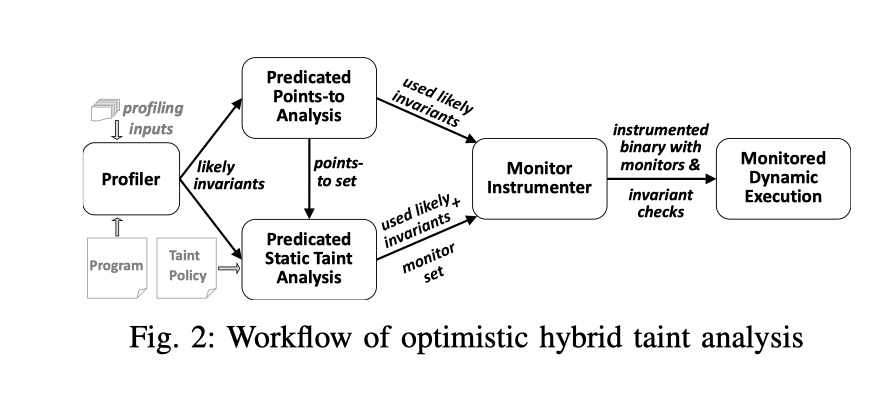 profiling
inputs
Profiler
Program
Taint
Policy
likely
invariants
Predicated
Points-to
Analysis
points-
to set
Predicated
Static Taint
Analysis
used likely
invariants
used likely+
invariants
monitor
set
Monitor
Instrumenter
instrumented
binary with
monitors &
invariant
checks
Monitored
Dynamic
Execution
Fig. 2: Workflow of optimistic hybrid taint analysis